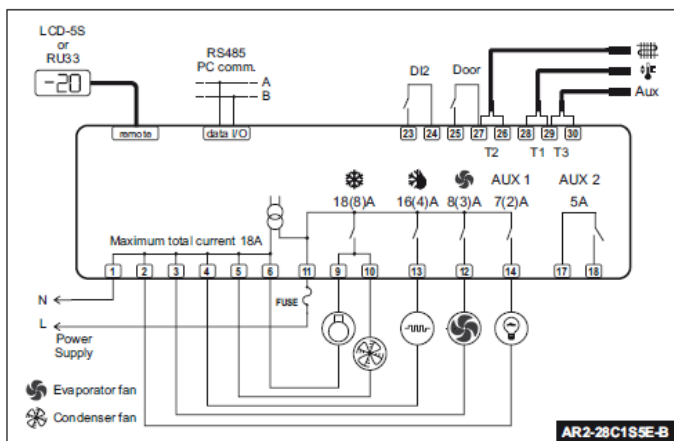 LCD-5S
or
RU33
-20
RS485
PC comm.
A
B
DI2
Door
Aux
remote
data I/O
23 24 25 27 26 28 29 30
T2 T1 T3
AUX 1 AUX 2
18(8)A 16(4)A 8(3)A 7(2)A 5A
Maximum total current 18A
1 2 3 4 5 6 11 9 10 13 12 14 17 18
N
FUSE
L
Power
Supply
Evaporator fan
Condenser fan
AR2-28C1S5E-B